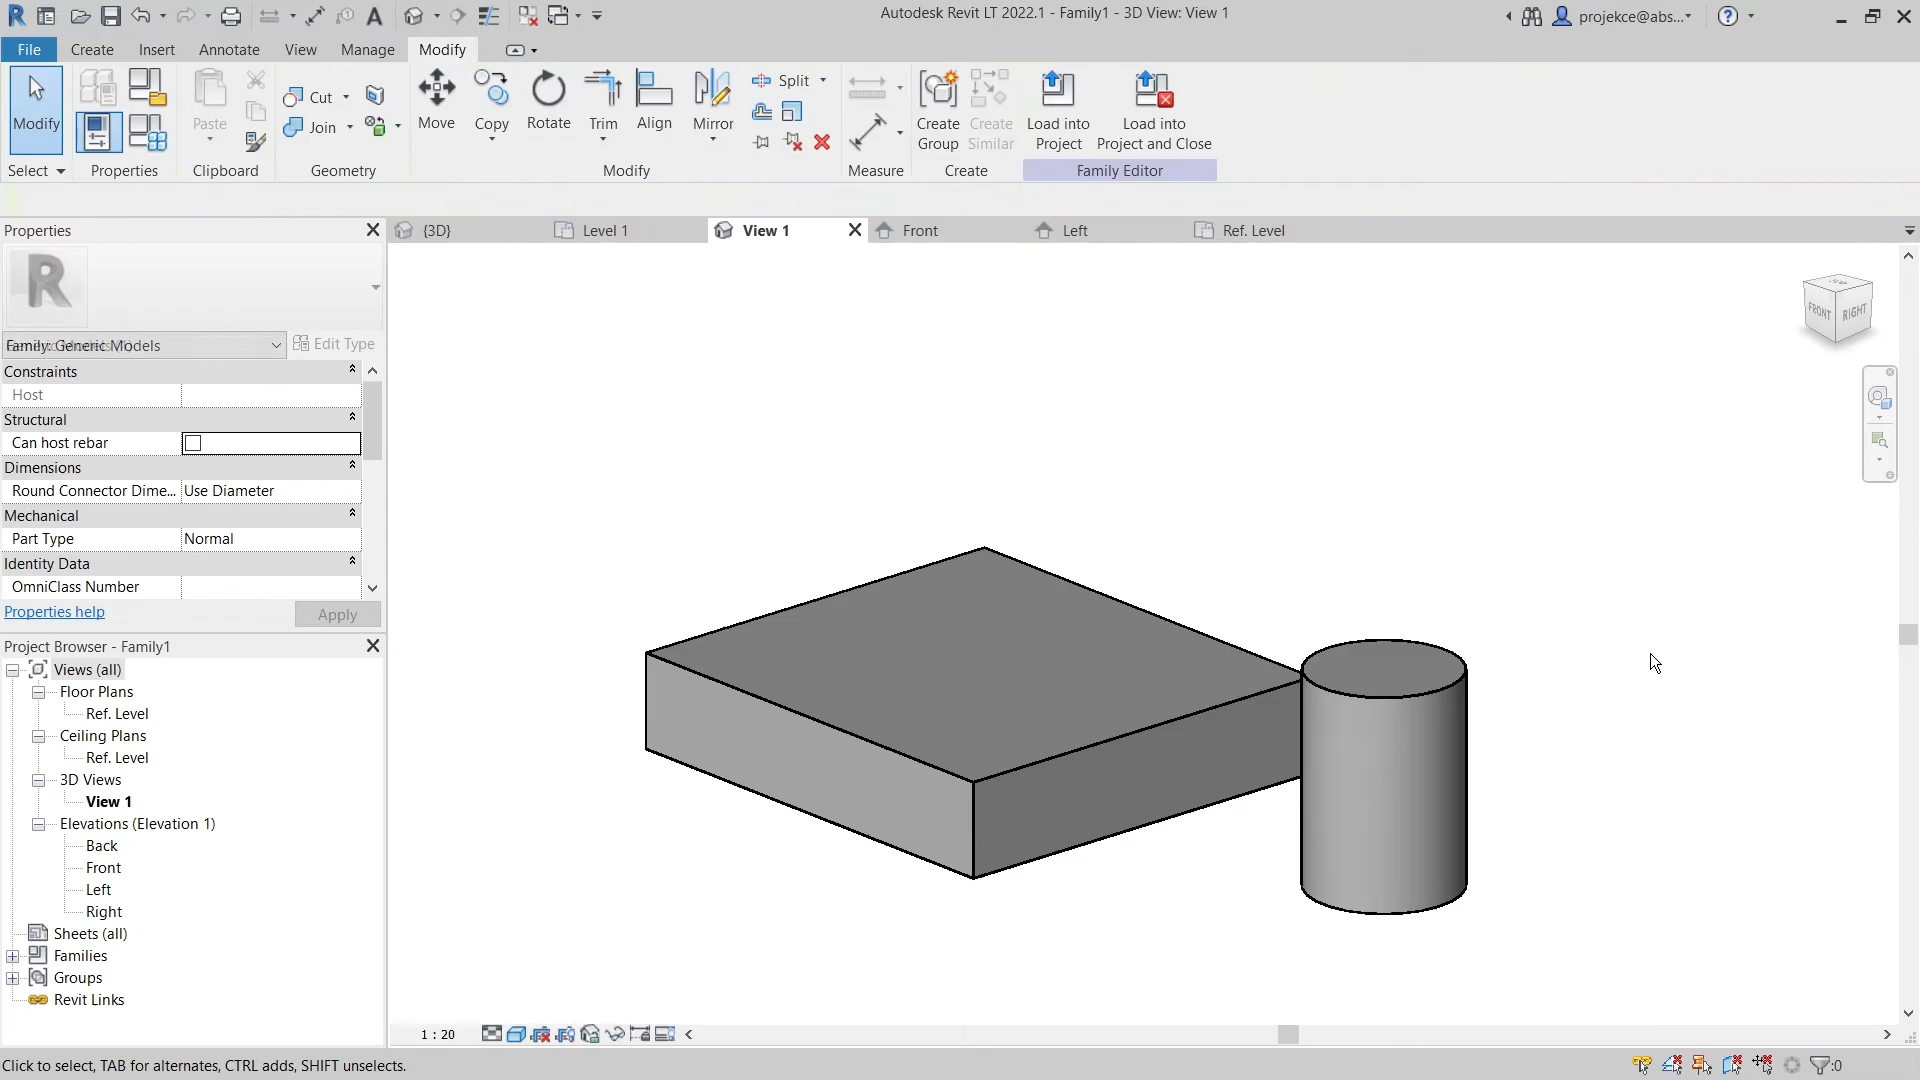 Autodesk Revit LT 2022.1 - Family1 - 3D View: View 1
projekce@abs...
File Create Insert Annotate View Manage Modify
Modify
Paste
Cut
Join
Move
Copy
Rotate
Trim
Align
Mirror
Split
Create Group
Create Similar
Load into Project
Load into Project and Close
Select Properties Clipboard Geometry Modify Measure Create Family Editor
Properties
{3D} Level 1 View 1 Front Left Ref. Level
R
Family: Generic Models
Edit Type
Constraints
Host
Structural
Can host rebar
Dimensions
Round Connector Dime... Use Diameter
Mechanical
Part Type Normal
Identity Data
OmniClass Number
Properties help
Apply
Project Browser - Family1
Views (all)
Floor Plans
Ref. Level
Ceiling Plans
Ref. Level
3D Views
View 1
Elevations (Elevation 1)
Back
Front
Left
Right
Sheets (all)
Families
Groups
Revit Links
FRONT RIGHT
1 : 20
Click to select, TAB for alternates, CTRL adds, SHIFT unselects.
:0